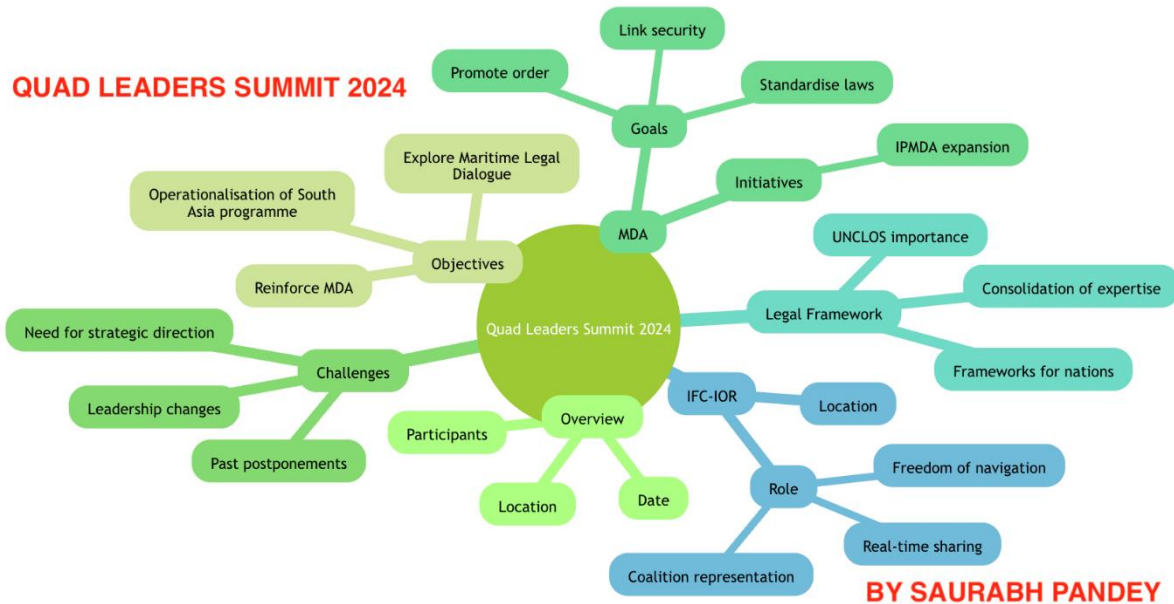 QUAD LEADERS SUMMIT 2024
Link security
Promote order
Standardise laws
Goals
IPMDA expansion
Initiatives
MDA
Explore Maritime Legal
Dialogue
Operationalisation of South
Asia programme
Objectives
Reinforce MDA
UNCLOS importance
Consolidation of expertise
Legal Framework
Frameworks for nations
Quad Leaders Summit 2024
Need for strategic direction
Challenges
Leadership changes
Past postponements
Overview
Participants
Location
Date
IFC-IOR
Location
Role
Freedom of navigation
Real-time sharing
Coalition representation
BY SAURABH PANDEY